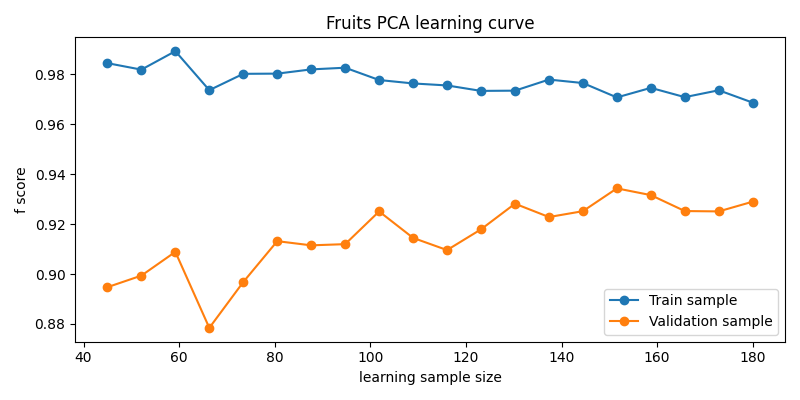 Fruits PCA learning curve
f score
0.98
0.96
0.94
0.92
0.90
0.88
Train sample
Validation sample
40 60 80 100 120 140 160 180
learning sample size